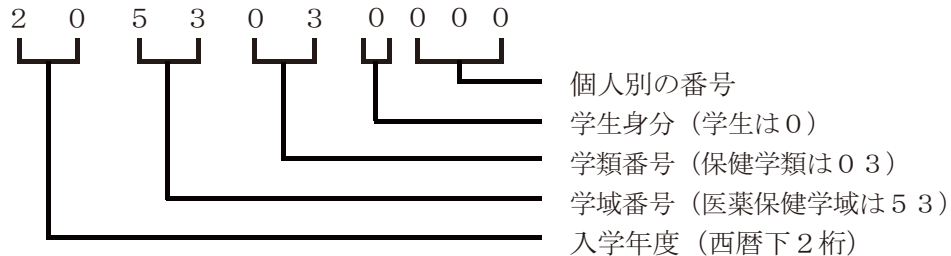 ２ ０ ５ ３ ０ ３ ０ ０ ０
個人別の番号
学生身分（学生は０）
学類番号（保健学類は０３）
学域番号（医薬保健学域は５３）
入学年度（西暦下２桁）